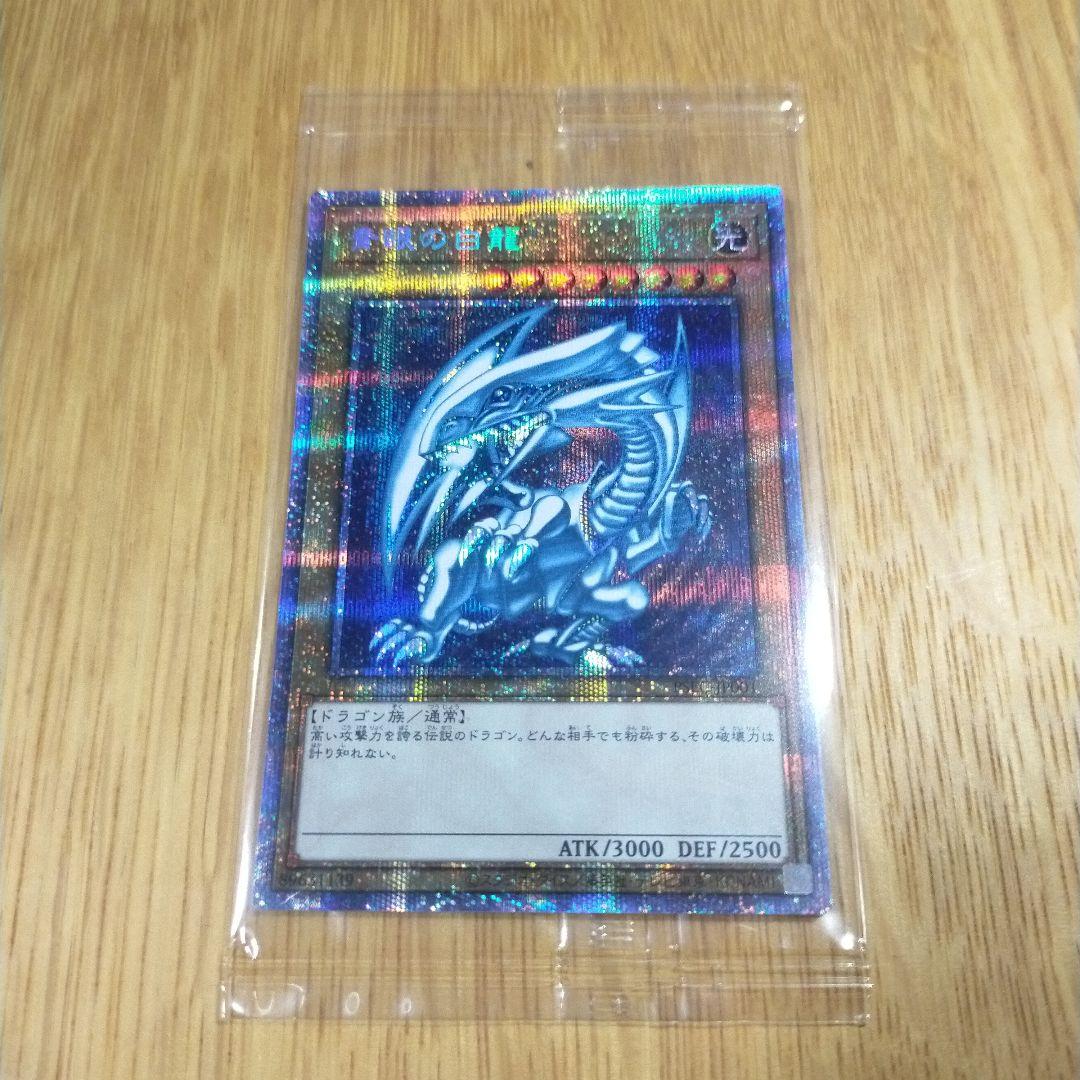 青眼の白龍
光
【ドラゴン族／通常】
高い攻撃力を誇る伝説のドラゴン。どんな相手でも粉砕する、その破壊力は
計り知れない。
ATK/3000 DEF/2500